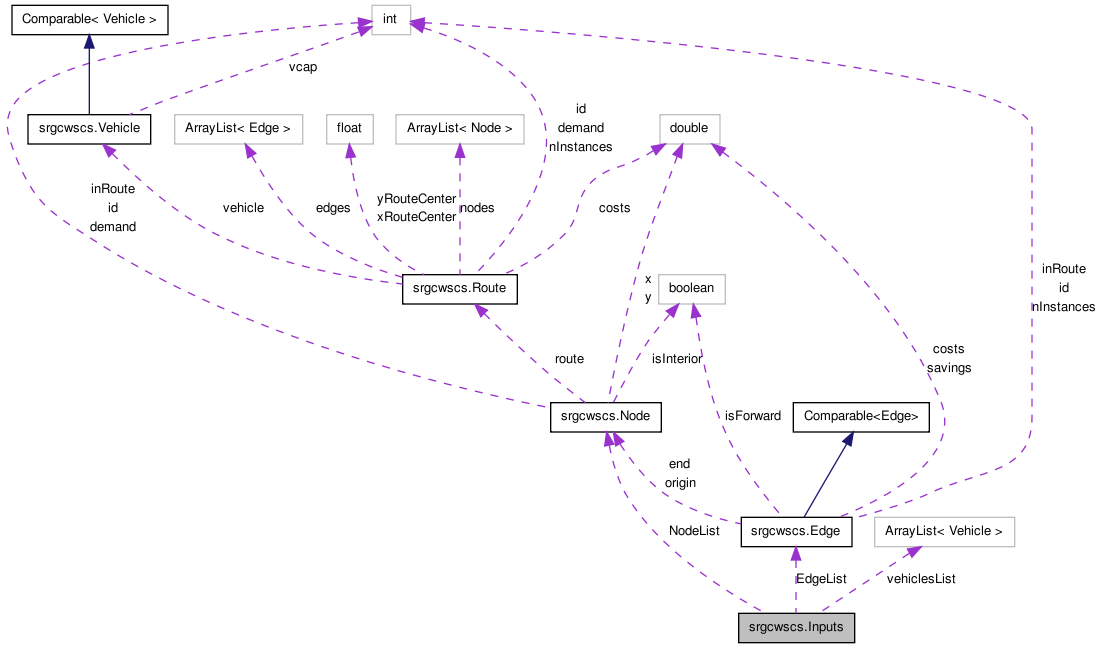 Comparable< Vehicle >
int
vcap
id
demand
nInstances
srgcwscs.Vehicle
ArrayList< Edge >
float
ArrayList< Node >
double
inRoute
id
demand
vehicle
edges
yRouteCenter
xRouteCenter
nodes
costs
srgcwscs.Route
x
y
boolean
inRoute
id
nInstances
route
isInterior
costs
savings
srgcwscs.Node
isForward
Comparable<Edge>
end
origin
NodeList
srgcwscs.Edge
ArrayList< Vehicle >
EdgeList
vehiclesList
srgcwscs.Inputs